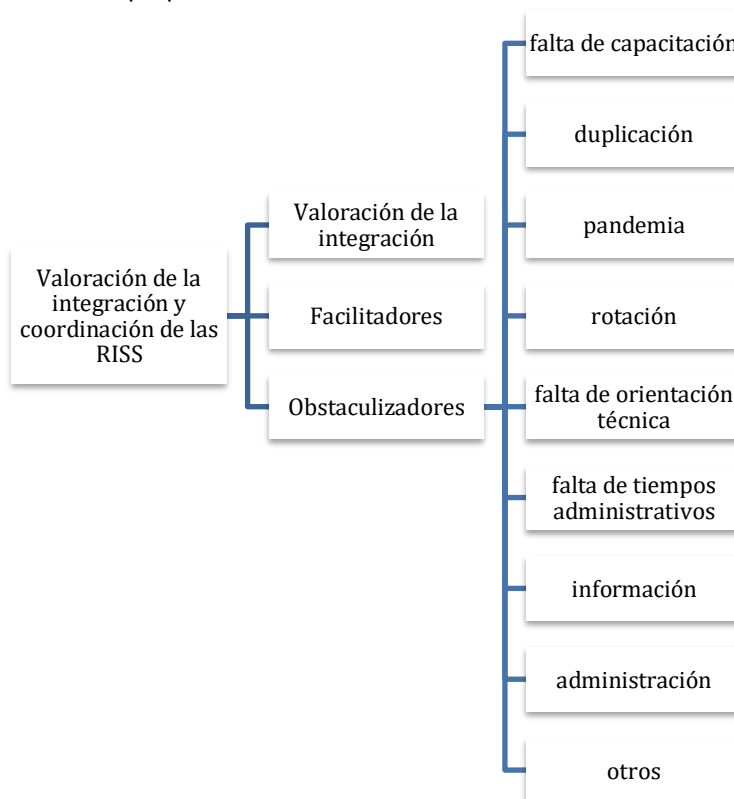 Valoración de la
integración y
coordinación de las
RISS
Valoración de la
integración
Facilitadores
Obstaculizadores
falta de capacitación
duplicación
pandemia
rotación
falta de orientación
técnica
falta de tiempos
administrativos
información
administración
otros